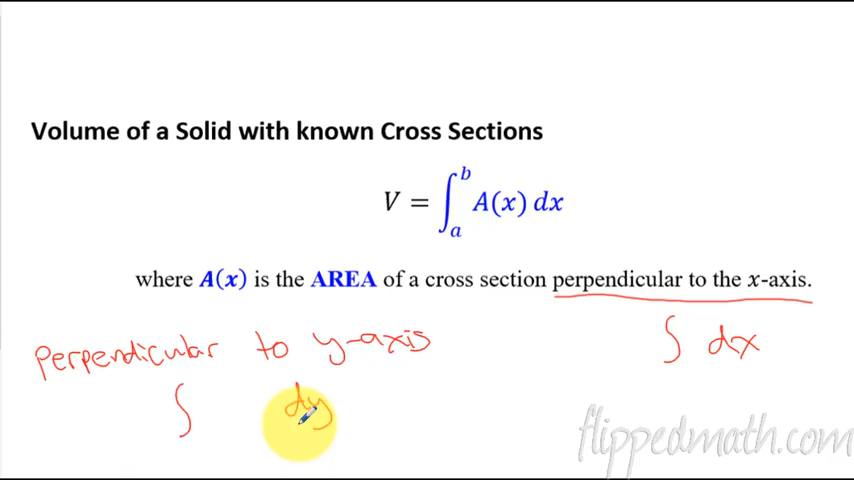 Volume of a Solid with known Cross Sections
V = ∫_a^b A(x) dx
where A(x) is the AREA of a cross section perpendicular to the x-axis.
perpendicular to y-axis
∫ dx
∫ dy
flippedmath.com